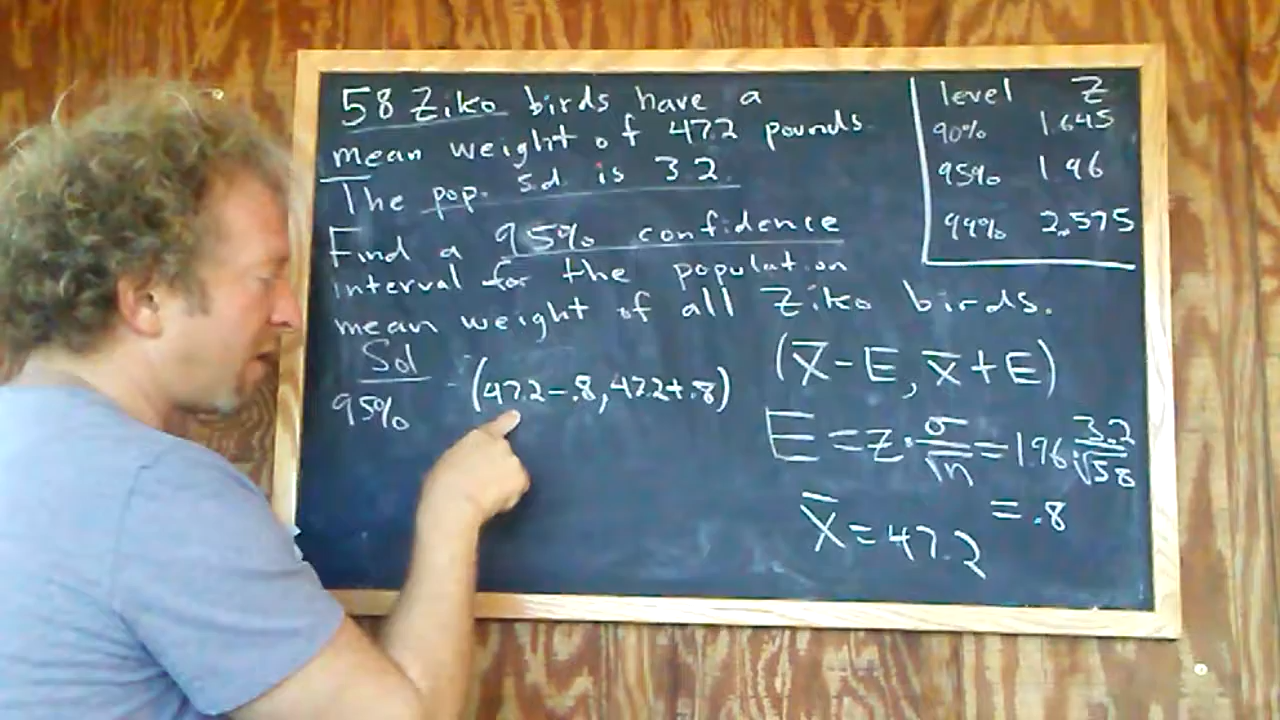 58 Ziko birds have a
mean weight of 47.2 pounds.
The pop. s.d. is 3.2.
Find a 95% confidence
interval for the population
mean weight of all Ziko birds.
Sol
95% (47.2-.8, 47.2+.8)
level Z
90% 1.645
95% 1.96
99% 2.575
(x̄-E, x̄+E)
E = z·σ/√n = 1.96 3.2/√58
= .8
x̄ = 47.2